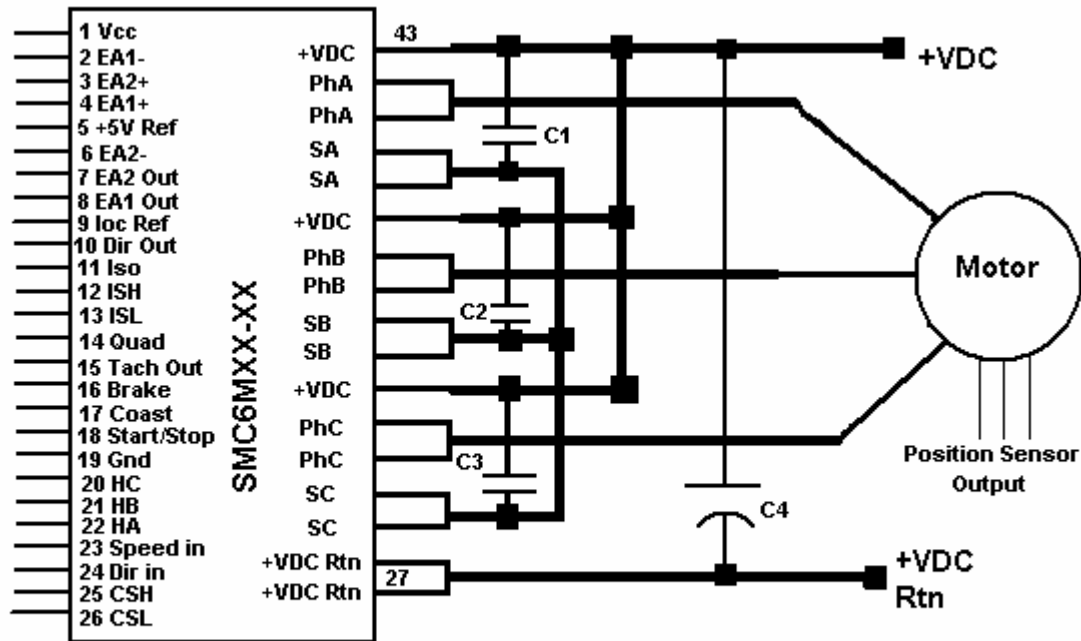 1 Vcc
2 EA1-
3 EA2+
4 EA1+
5 +5V Ref
6 EA2-
7 EA2 Out
8 EA1 Out
9 Ioc Ref
10 Dir Out
11 Iso
12 ISH
13 ISL
14 Quad
15 Tach Out
16 Brake
17 Coast
18 Start/Stop
19 Gnd
20 HC
21 HB
22 HA
23 Speed in
24 Dir in
25 CSH
26 CSL
SMC6MXX-XX
43
+VDC
PhA
PhA
SA
SA
+VDC
PhB
PhB
SB
SB
+VDC
PhC
PhC
SC
SC
+VDC Rtn
+VDC Rtn
27
C1
C2
C3
C4
+VDC
Motor
Position Sensor
Output
+VDC
Rtn